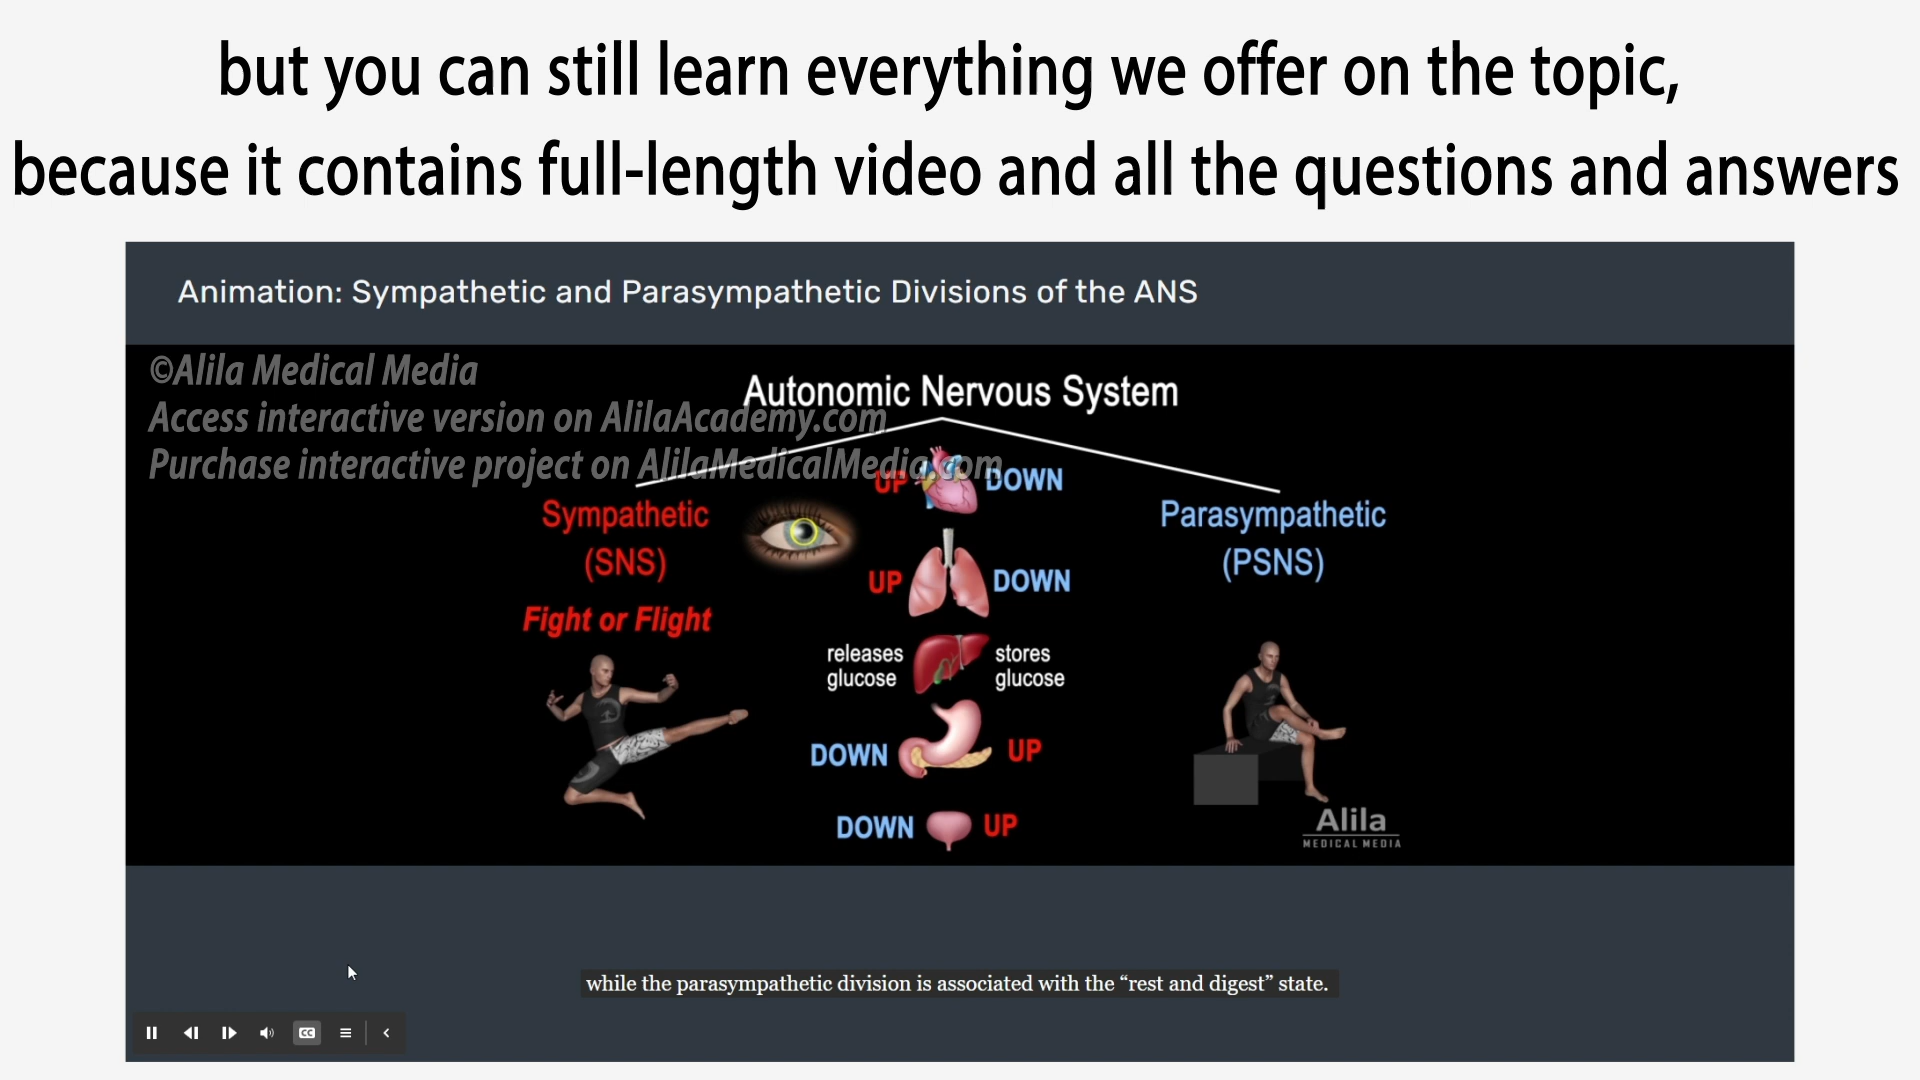 but you can still learn everything we offer on the topic,
because it contains full-length video and all the questions and answers
Animation: Sympathetic and Parasympathetic Divisions of the ANS
©Alila Medical Media
Access interactive version on AlilaAcademy.com
Purchase interactive project on AlilaMedicalMedia.com
Autonomic Nervous System
UP DOWN
Sympathetic
(SNS)
Parasympathetic
(PSNS)
UP DOWN
Fight or Flight
releases
glucose
stores
glucose
DOWN UP
DOWN UP
Alila
MEDICAL MEDIA
while the parasympathetic division is associated with the “rest and digest” state.
CC